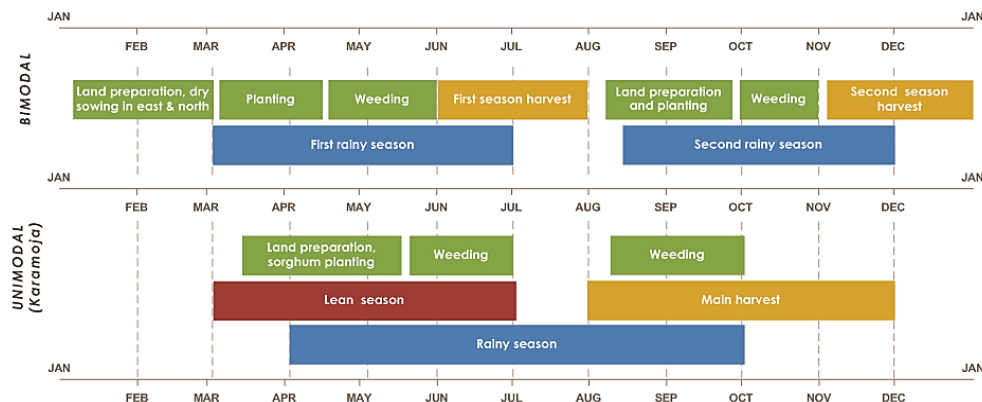 JAN JAN
FEB MAR APR MAY JUN JUL AUG SEP OCT NOV DEC
BIMODAL
Land preparation, dry
sowing in east & north
Planting
Weeding
First season harvest
Land preparation
and planting
Weeding
Second season
harvest
First rainy season
Second rainy season
JAN JAN
FEB MAR APR MAY JUN JUL AUG SEP OCT NOV DEC
UNIMODAL
(Karamoja)
Land preparation,
sorghum planting
Weeding
Weeding
Lean season
Main harvest
Rainy season
JAN JAN
FEB MAR APR MAY JUN JUL AUG SEP OCT NOV DEC